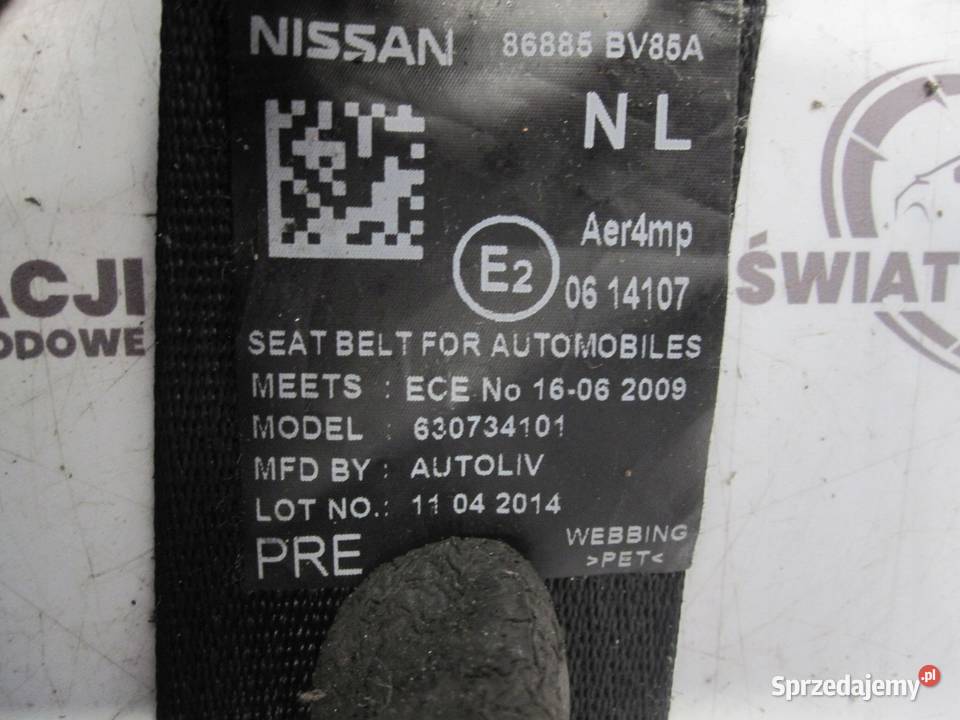 NISSAN 86885 BV85A
N L
E2 Aer4mp
06 14107
SEAT BELT FOR AUTOMOBILES
MEETS : ECE No 16-06 2009
MODEL : 630734101
MFD BY : AUTOLIV
LOT NO.: 11 04 2014
PRE
WEBBING
>PET<
ACJI
ODOWE
ŚWIAT
Sprzedajemy.pl